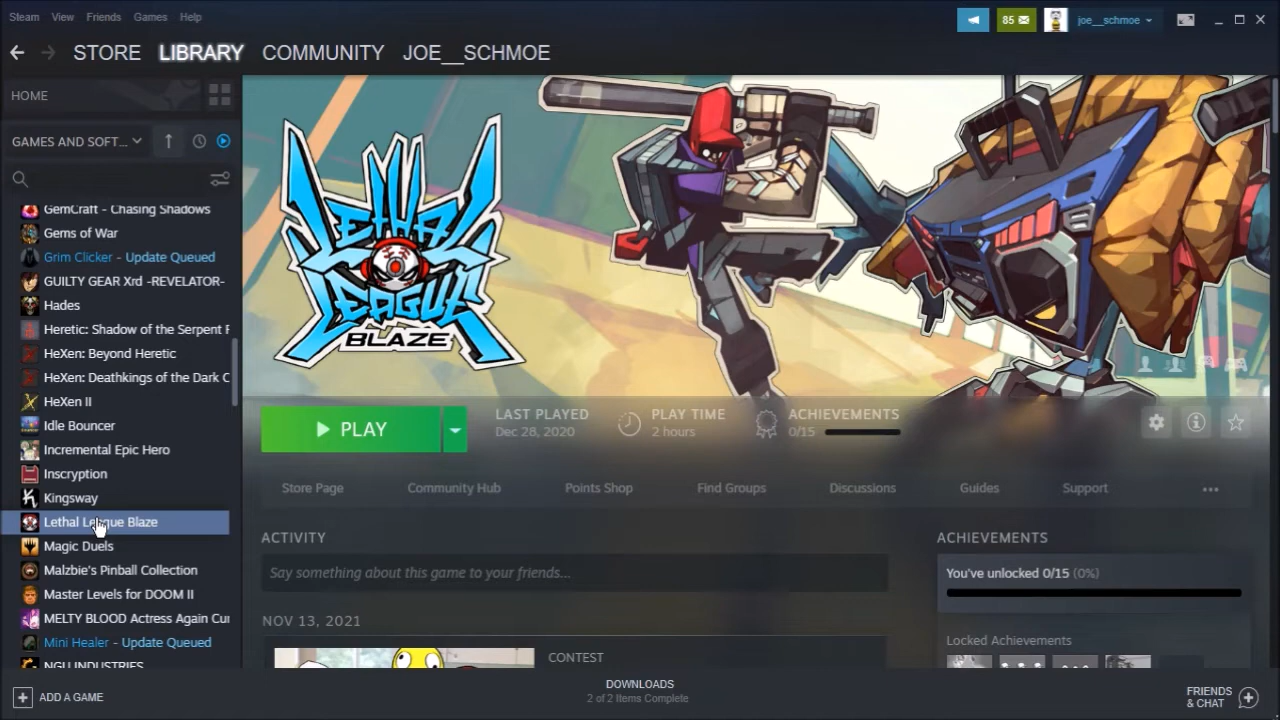 Steam View Friends Games Help
85
joe__schmoe
STORE LIBRARY COMMUNITY JOE__SCHMOE
HOME
GAMES AND SOFT...
GemCraft - Chasing Shadows
Gems of War
Grim Clicker - Update Queued
GUILTY GEAR Xrd -REVELATOR-
Hades
Heretic: Shadow of the Serpent R
HeXen: Beyond Heretic
HeXen: Deathkings of the Dark C
HeXen II
Idle Bouncer
Incremental Epic Hero
Inscryption
Kingsway
Lethal League Blaze
Magic Duels
Malzbie's Pinball Collection
Master Levels for DOOM II
MELTY BLOOD Actress Again Cur
Mini Healer - Update Queued
NGU INDUSTRIES
LETHAL
LEAGUE
BLAZE
PLAY
LAST PLAYED
Dec 28, 2020
PLAY TIME
2 hours
ACHIEVEMENTS
0/15
Store Page Community Hub Points Shop Find Groups Discussions Guides Support
ACTIVITY
Say something about this game to your friends...
NOV 13, 2021
CONTEST
ACHIEVEMENTS
You've unlocked 0/15 (0%)
Locked Achievements
ADD A GAME
DOWNLOADS
2 of 2 Items Complete
FRIENDS
& CHAT